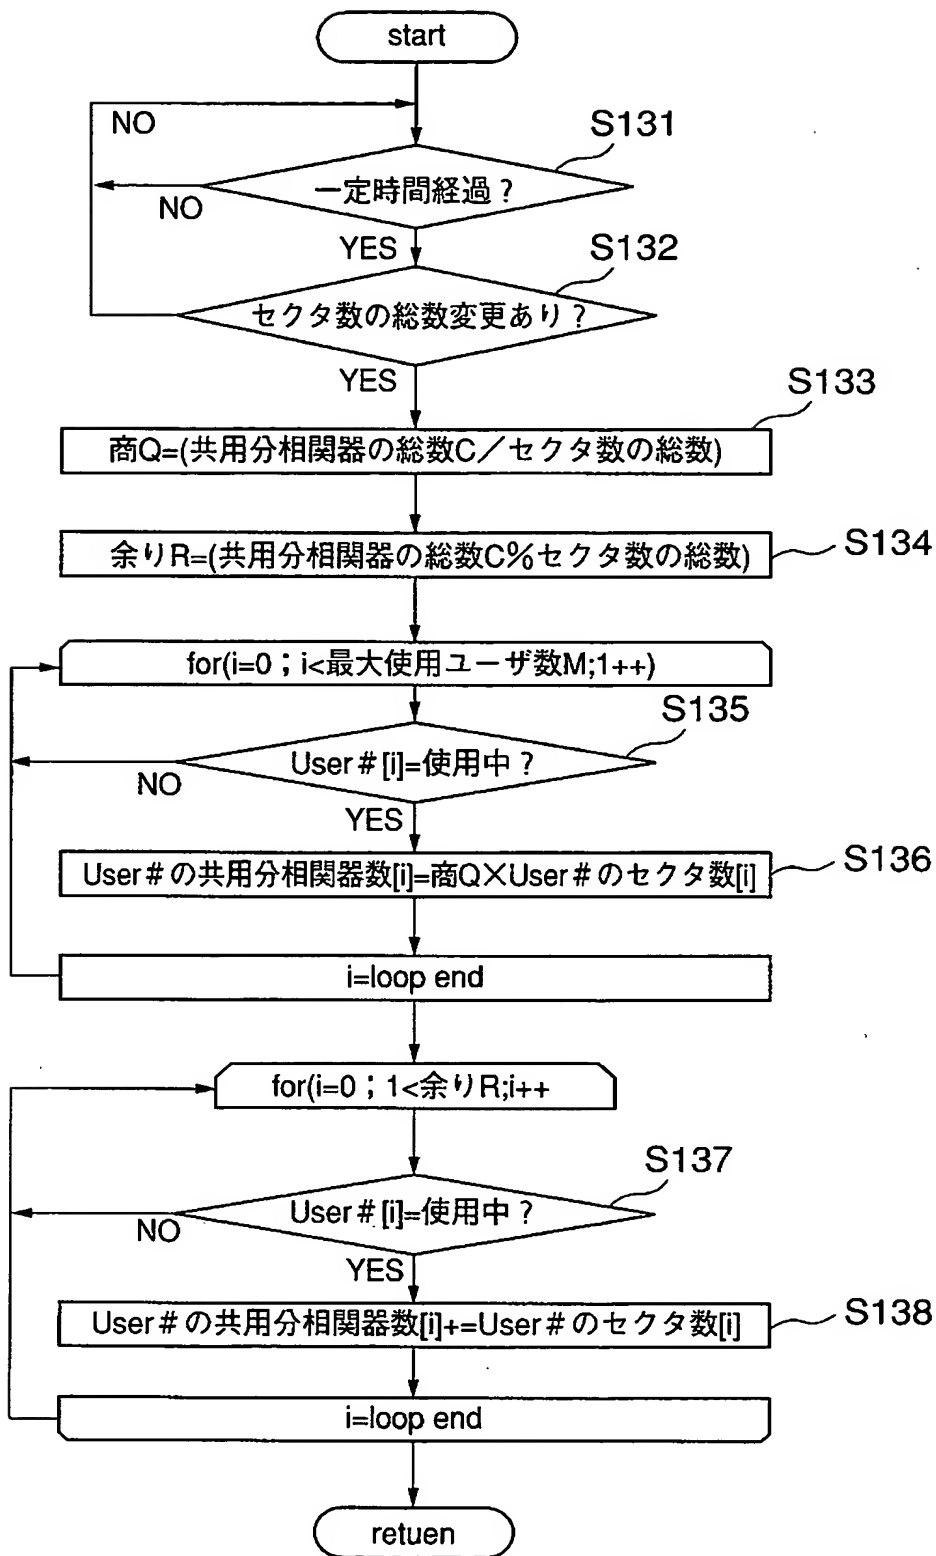 start
NO
S131
一定時間経過？
NO
YES
S132
セクタ数の総数変更あり？
YES
S133
商Q=(共用分相関器の総数C／セクタ数の総数)
余りR=(共用分相関器の総数C％セクタ数の総数)
S134
for(i=0；i<最大使用ユーザ数M;1++)
S135
User＃[i]=使用中？
NO
YES
User＃の共用分相関器数[i]=商Q×User＃のセクタ数[i]
S136
i=loop end
for(i=0；1<余りR;i++
S137
User＃[i]=使用中？
NO
YES
User＃の共用分相関器数[i]+=User＃のセクタ数[i]
S138
i=loop end
retuen